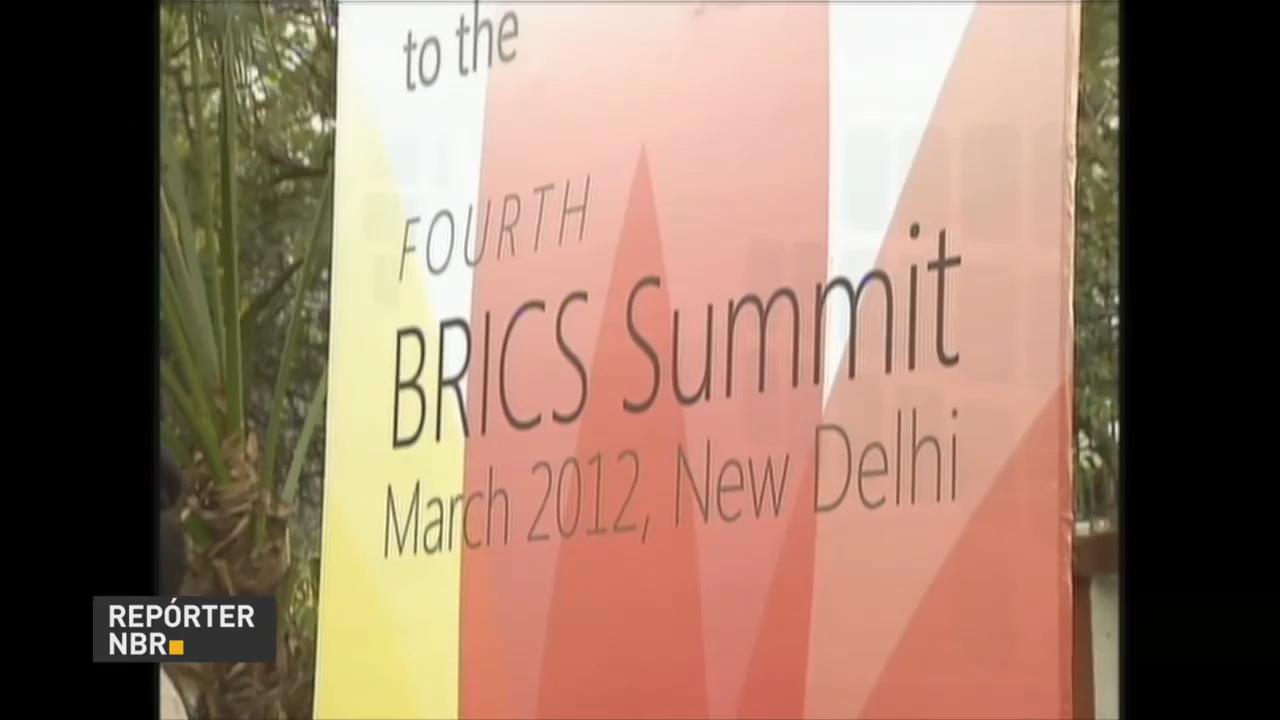 to the
FOURTH
BRICS Summit
March 2012, New Delhi
REPÓRTER
NBR